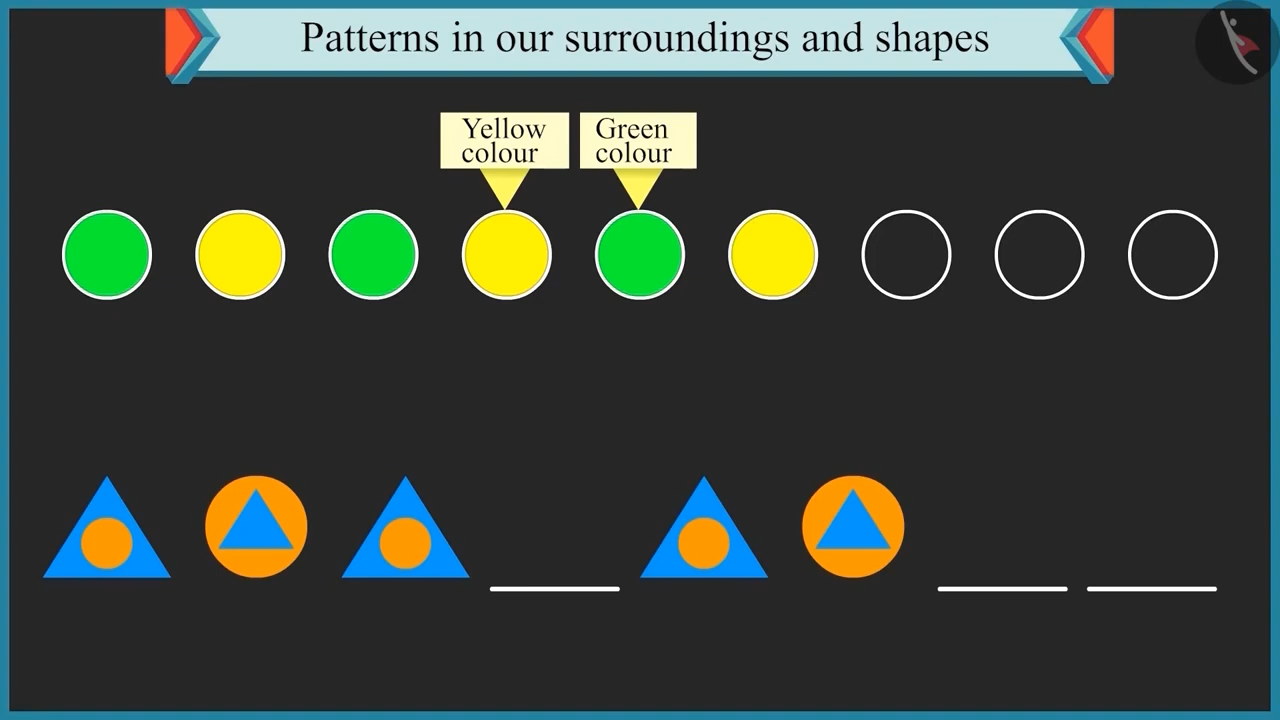 Patterns in our surroundings and shapes
Yellow
colour
Green
colour